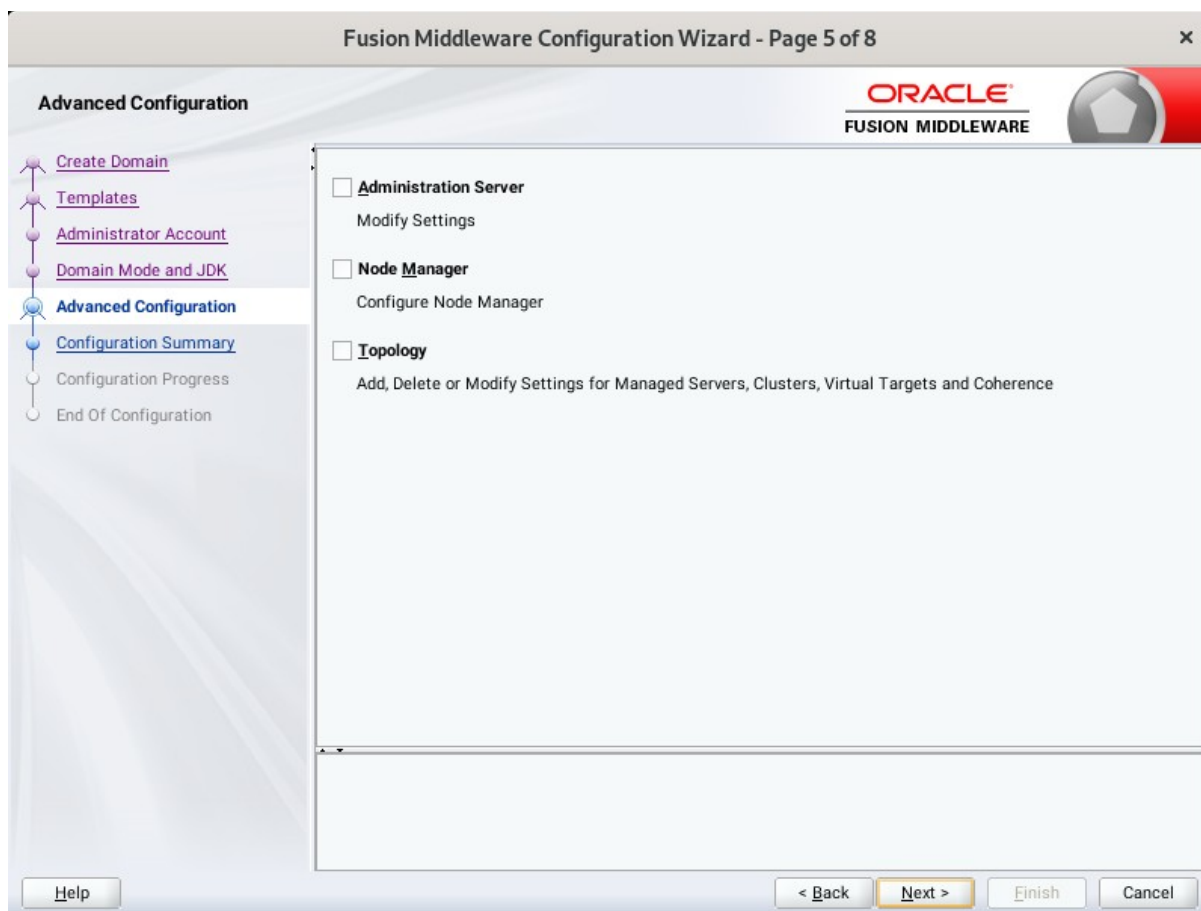 Fusion Middleware Configuration Wizard - Page 5 of 8
Advanced Configuration
ORACLE
FUSION MIDDLEWARE
Create Domain
Templates
Administrator Account
Domain Mode and JDK
Advanced Configuration
Configuration Summary
Configuration Progress
End Of Configuration
Administration Server
Modify Settings
Node Manager
Configure Node Manager
Topology
Add, Delete or Modify Settings for Managed Servers, Clusters, Virtual Targets and Coherence
Help
< Back
Next >
Finish
Cancel